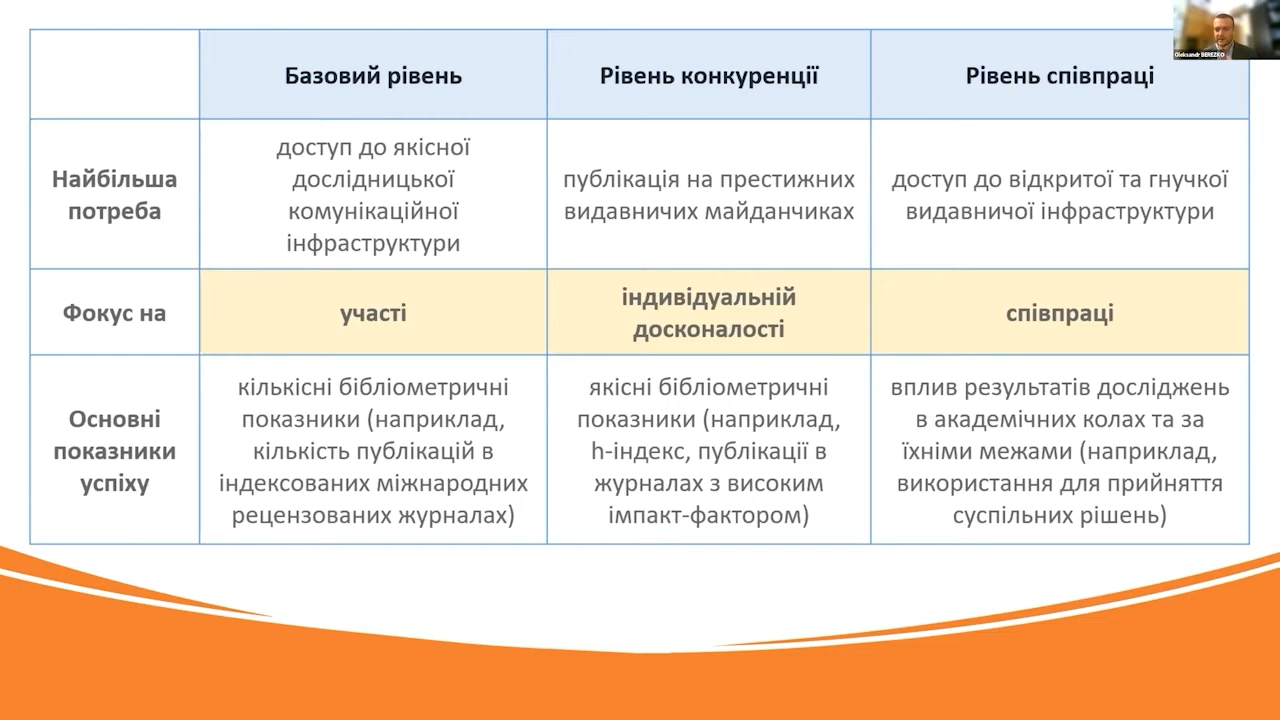 Oleksandr BEREZKO
Базовий рівень
Рівень конкуренції
Рівень співпраці
Найбільша
потреба
доступ до якісної
дослідницької
комунікаційної
інфраструктури
публікація на престижних
видавничих майданчиках
доступ до відкритої та гнучкої
видавничої інфраструктури
Фокус на
участі
індивідуальній
досконалості
співпраці
Основні
показники
успіху
кількісні бібліометричні
показники (наприклад,
кількість публікацій в
індексованих міжнародних
рецензованих журналах)
якісні бібліометричні
показники (наприклад,
h-індекс, публікації в
журналах з високим
імпакт-фактором)
вплив результатів досліджень
в академічних колах та за
їхніми межами (наприклад,
використання для прийняття
суспільних рішень)